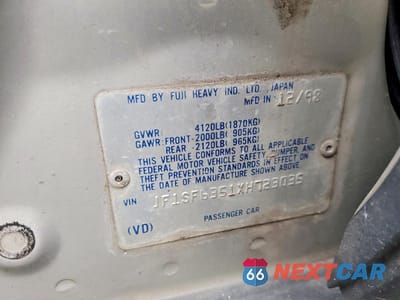 MFD BY FUJI HEAVY IND. LTD., JAPAN
MFD IN 12/98
GVWR 4120LB(1870KG)
GAWR: FRONT-2000LB( 905KG)
REAR -2120LB( 965KG)
THIS VEHICLE CONFORMS TO ALL APPLICABLE
FEDERAL MOTOR VEHICLE SAFETY, BUMPER, AND
THEFT PREVENTION STANDARDS IN EFFECT ON
THE DATE OF MANUFACTURE SHOWN ABOVE.
VIN
PASSENGER CAR
(VD)
66 NEXTCAR